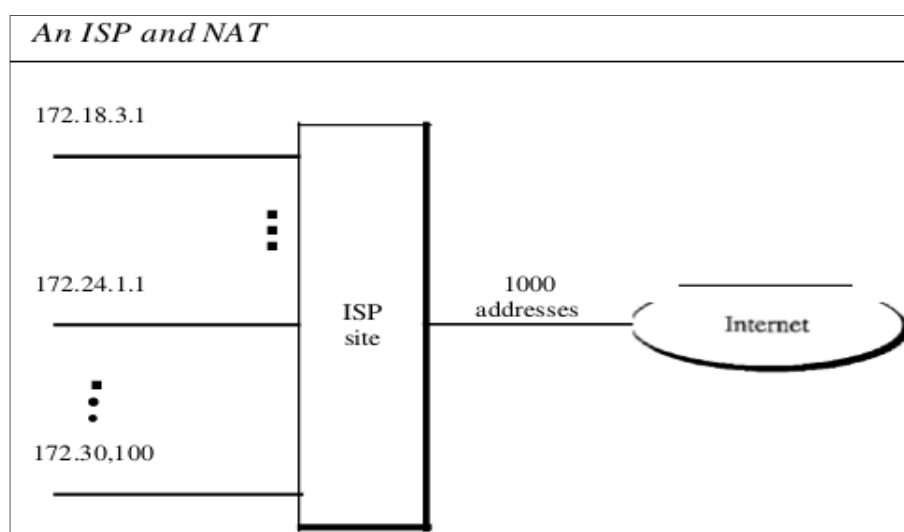 An ISP and NAT
172.18.3.1
172.24.1.1
172.30,100
ISP
site
1000
addresses
Internet